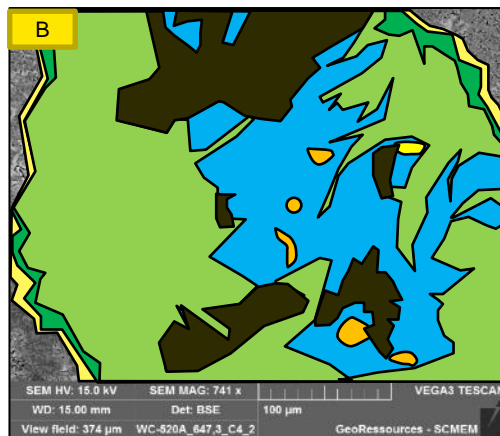 B
SEM HV: 15.0 kV SEM MAG: 741 x VEGA3 TESCAN
WD: 15.00 mm Det: BSE 100 µm
View field: 374 µm WC-520A_647,3_C4_2 GeoRessources - SCMEM